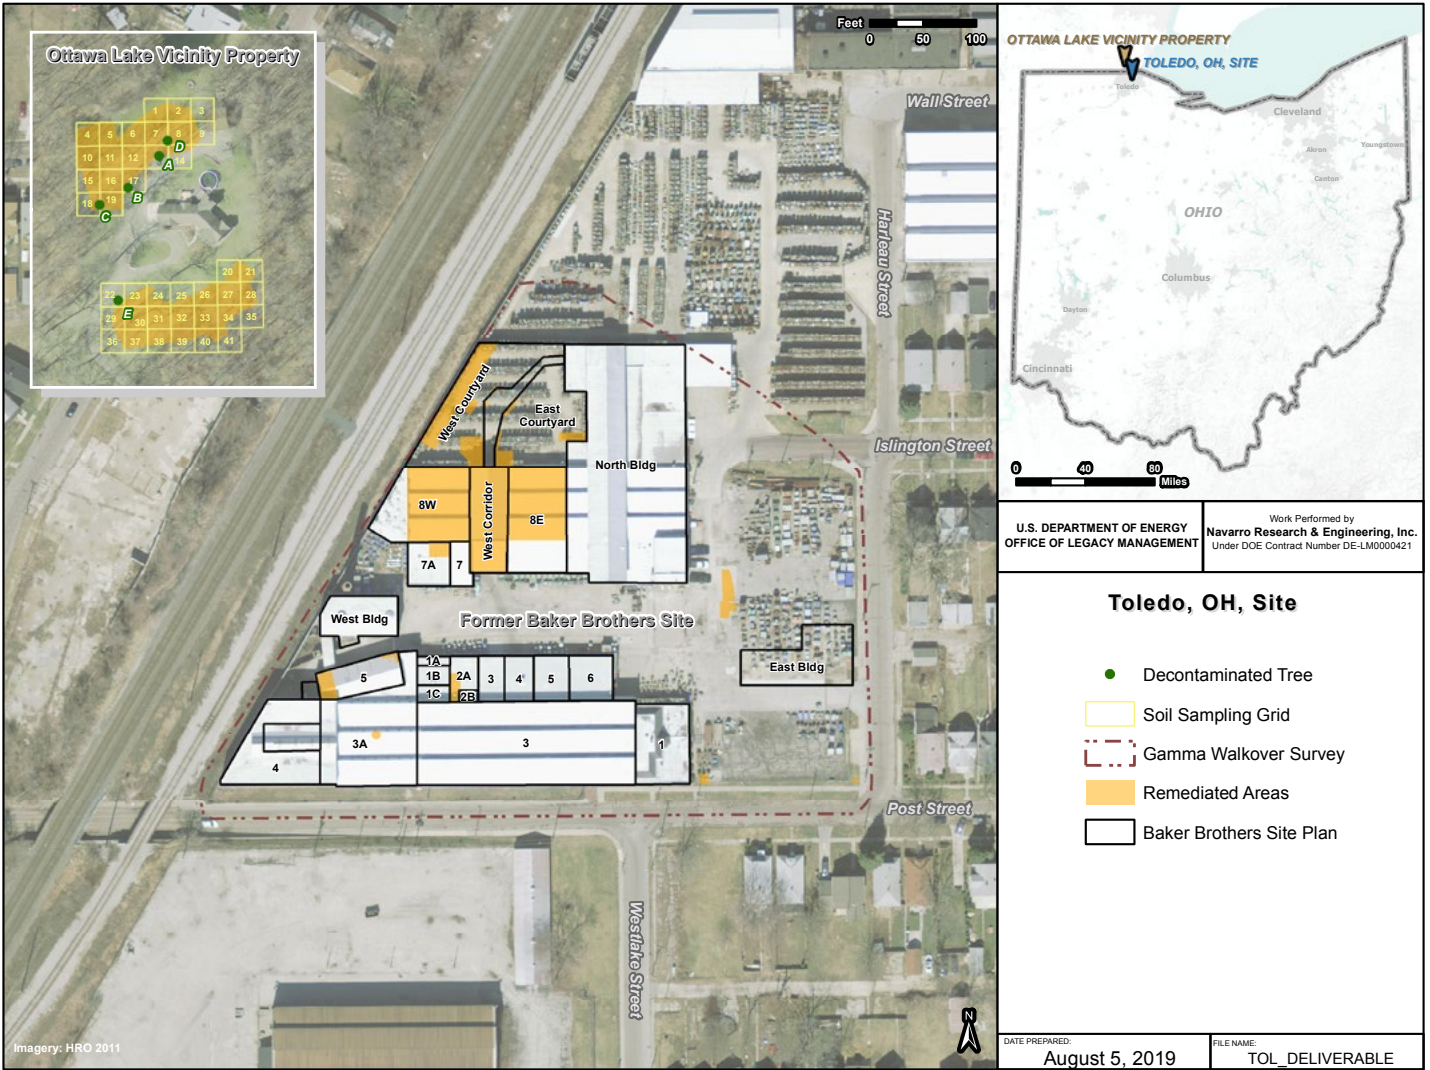 Ottawa Lake Vicinity Property
1 2 3
4 5 6 7 8 9
10 11 12 14
15 16 17
18 19
D
A
B
C
20 21
22 23 24 25 26 27 28
29 30 31 32 33 34 35
36 37 38 39 40 41
E
Feet
0 50 100
Wall Street
Harleau Street
Islington Street
Post Street
Westlake Street
West Courtyard
East
Courtyard
North Bldg
8W
West Corridor
8E
7A
7
West Bldg
Former Baker Brothers Site
East Bldg
5
1A
1B
1C
2A
2B
3
4
5
6
4
3A
3
1
N
Imagery: HRO 2011
OTTAWA LAKE VICINITY PROPERTY
TOLEDO, OH, SITE
Toledo
Cleveland
Akron
Youngstown
Canton
OHIO
Columbus
Dayton
Cincinnati
0 40 80
Miles
U.S. DEPARTMENT OF ENERGY
OFFICE OF LEGACY MANAGEMENT
Work Performed by
Navarro Research & Engineering, Inc.
Under DOE Contract Number DE-LM0000421
Toledo, OH, Site
Decontaminated Tree
Soil Sampling Grid
Gamma Walkover Survey
Remediated Areas
Baker Brothers Site Plan
DATE PREPARED:
August 5, 2019
FILE NAME:
TOL_DELIVERABLE